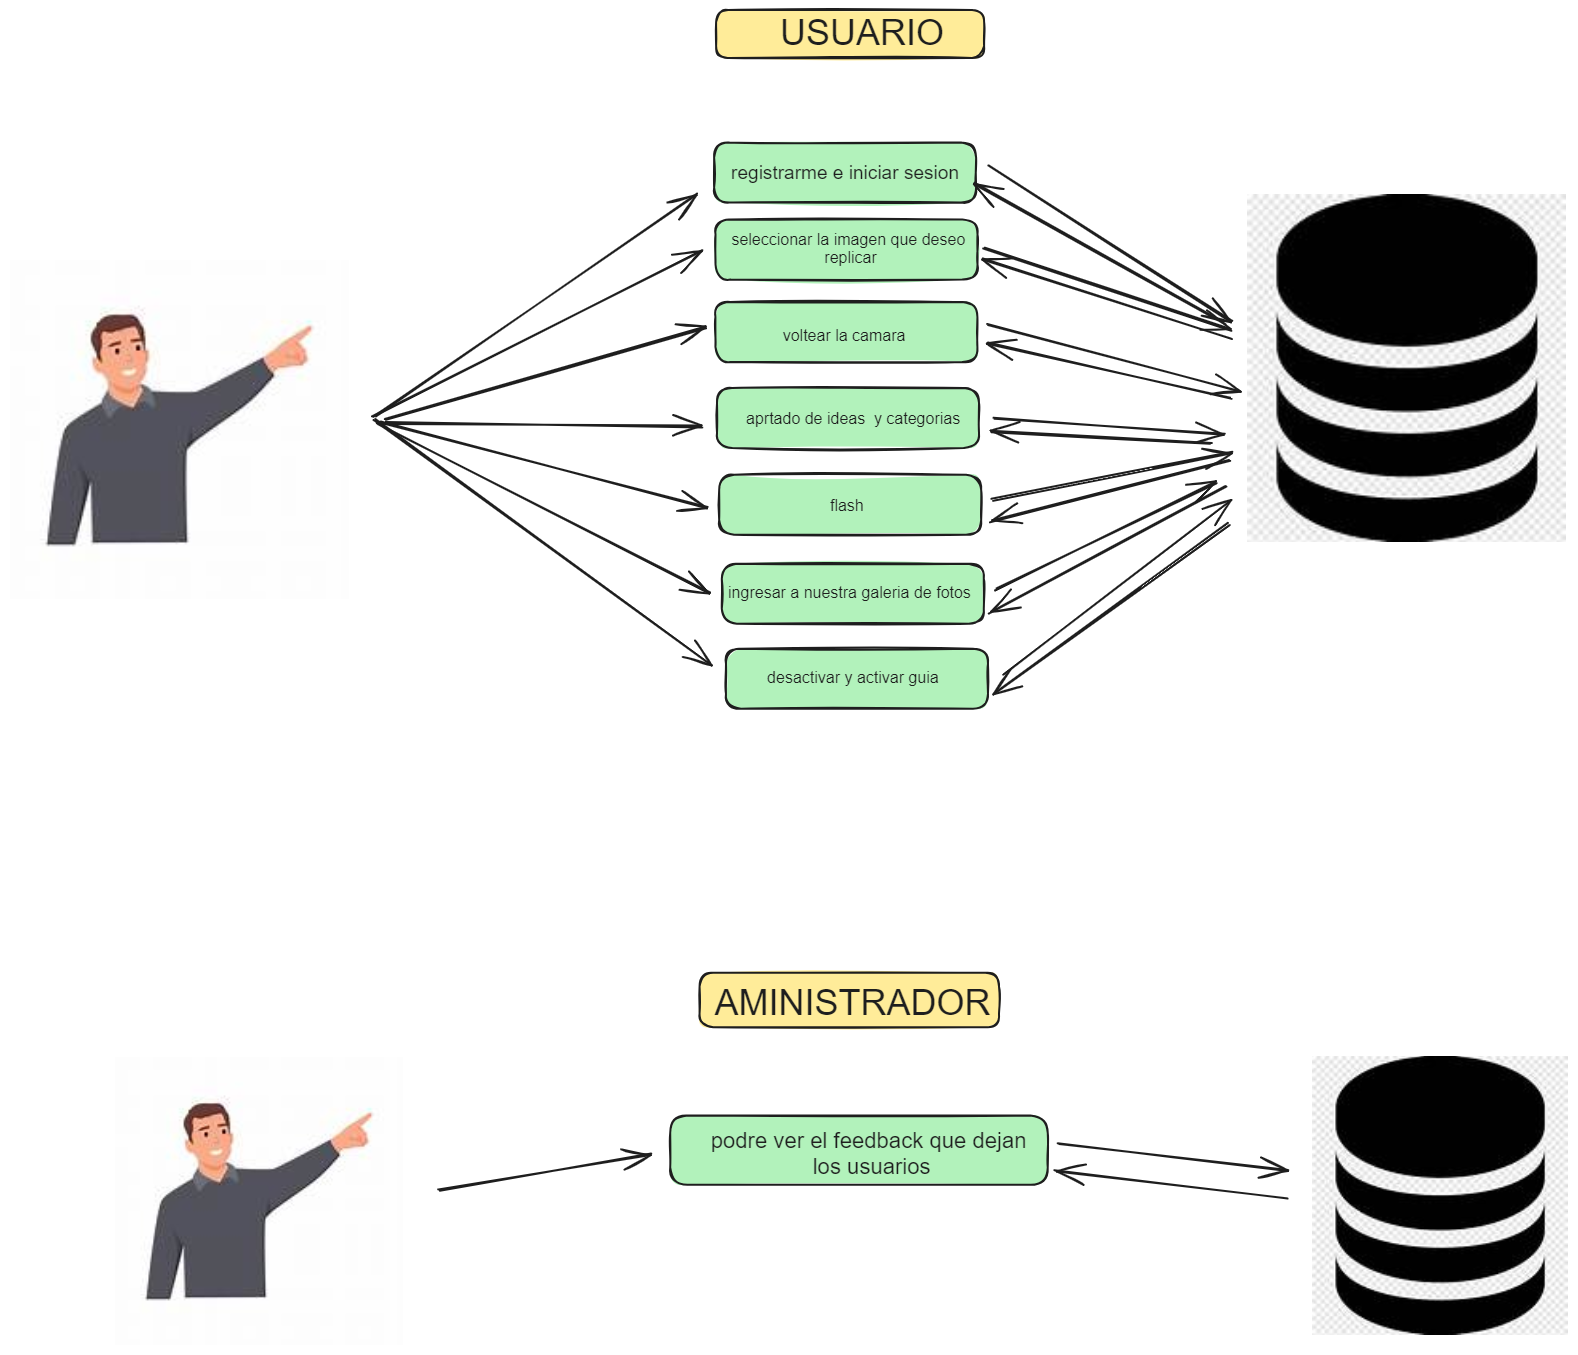 USUARIO
registrarme e iniciar sesion
seleccionar la imagen que deseo
replicar
voltear la camara
aprtado de ideas y categorias
flash
ingresar a nuestra galeria de fotos
desactivar y activar guia
AMINISTRADOR
podre ver el feedback que dejan
los usuarios